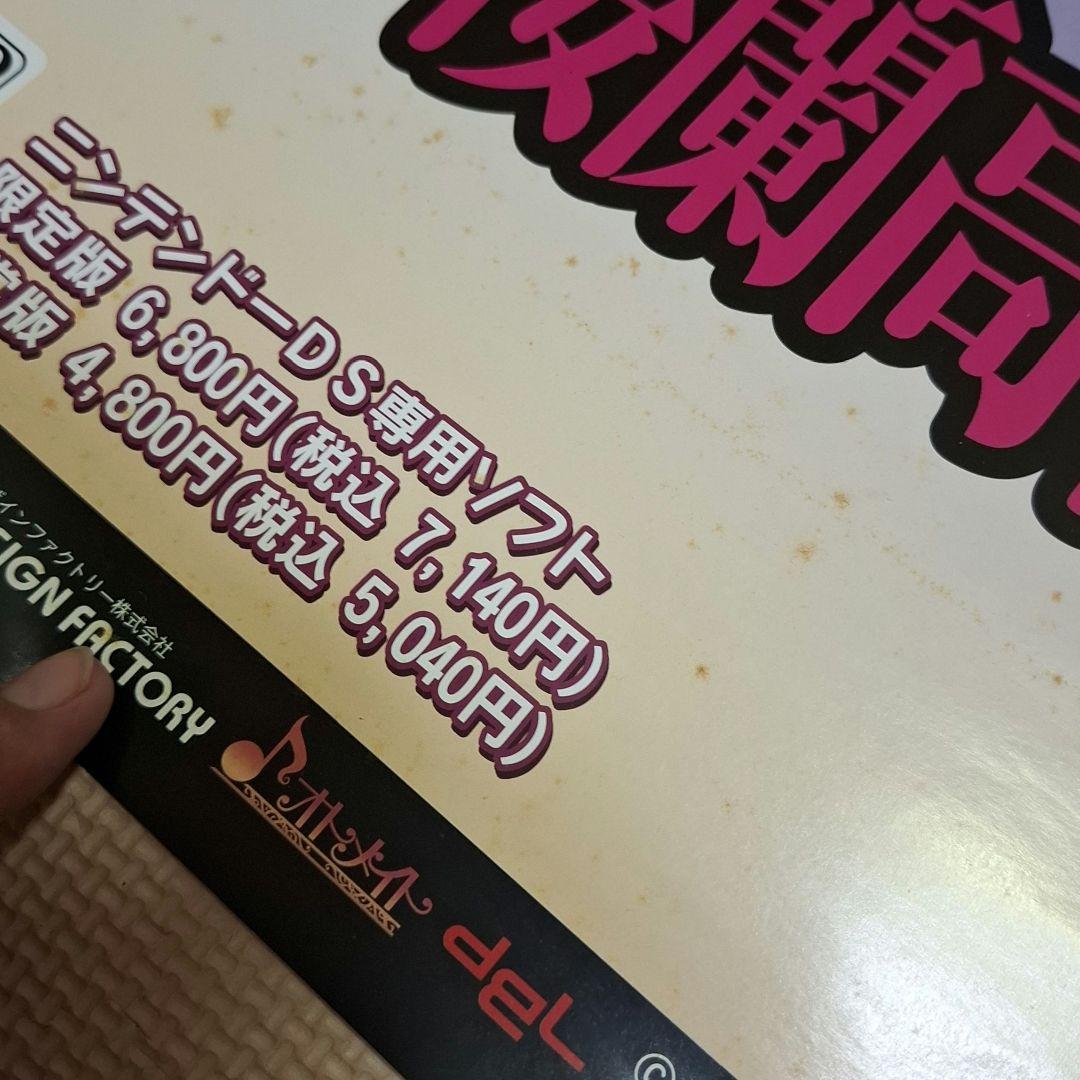 桜蘭高
ニンテンドーDS専用ソフト
限定版 6,800円(税込 7,140円)
常版 4,800円(税込 5,040円)
ザインファクトリー株式会社
SIGN FACTORY
オトメイト
©